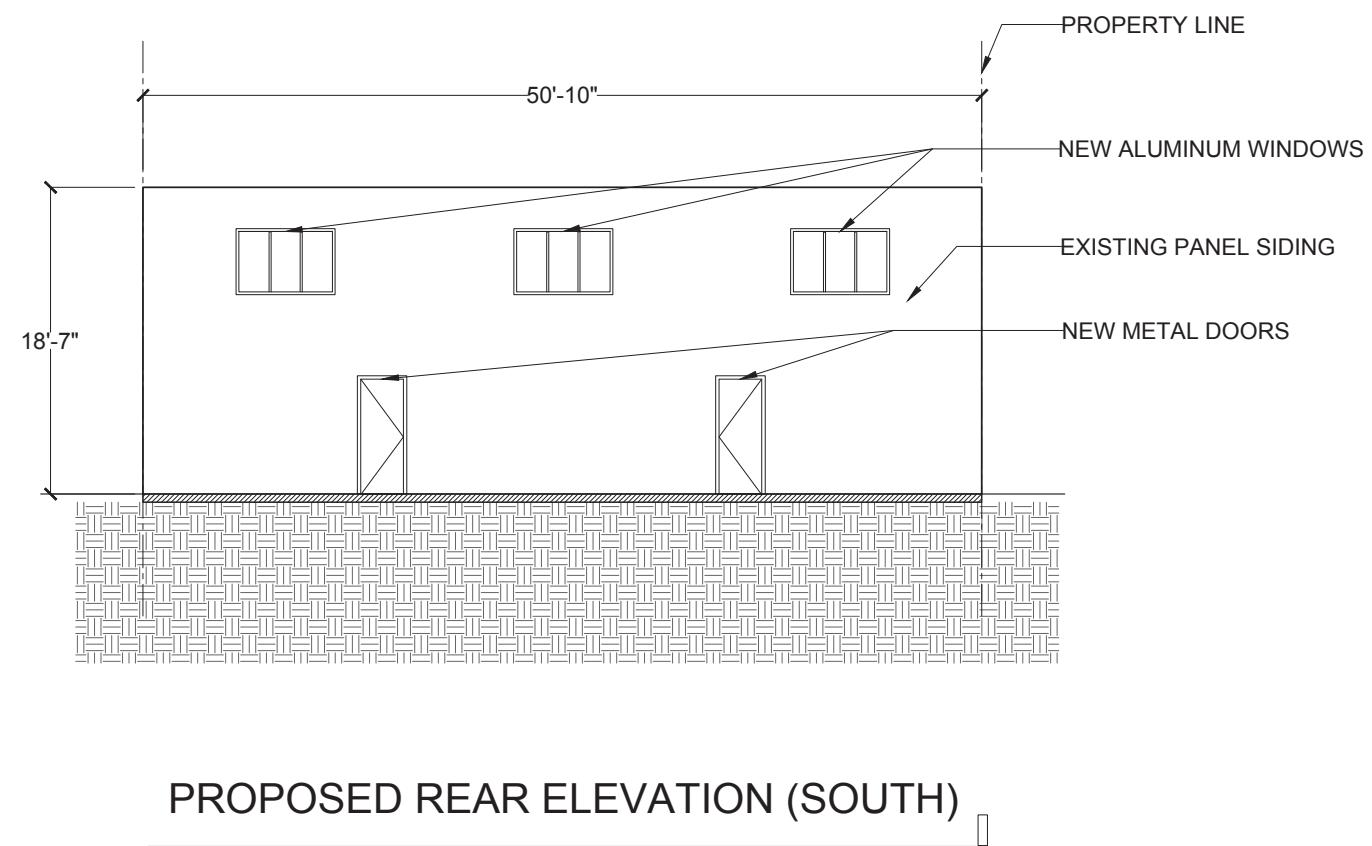 PROPERTY LINE
50'-10"
NEW ALUMINUM WINDOWS
EXISTING PANEL SIDING
18'-7"
NEW METAL DOORS
PROPOSED REAR ELEVATION (SOUTH)